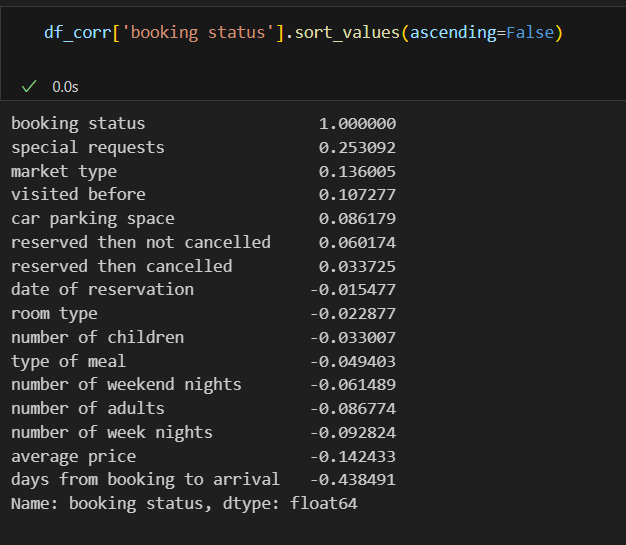 df_corr['booking status'].sort_values(ascending=False)
✓ 0.0s
booking status 1.000000
special requests 0.253092
market type 0.136005
visited before 0.107277
car parking space 0.086179
reserved then not cancelled 0.060174
reserved then cancelled 0.033725
date of reservation -0.015477
room type -0.022877
number of children -0.033007
type of meal -0.049403
number of weekend nights -0.061489
number of adults -0.086774
number of week nights -0.092824
average price -0.142433
days from booking to arrival -0.438491
Name: booking status, dtype: float64